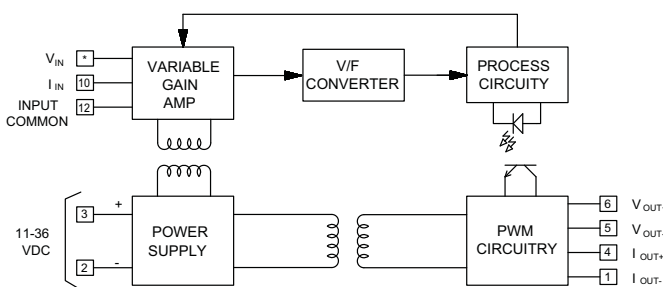 V IN *
I IN 10
INPUT COMMON 12
VARIABLE
GAIN
AMP
V/F
CONVERTER
PROCESS
CIRCUITY
11-36
VDC
3 +
2 -
POWER
SUPPLY
PWM
CIRCUITRY
6 V OUT-
5 V OUT-
4 I OUT+
1 I OUT-